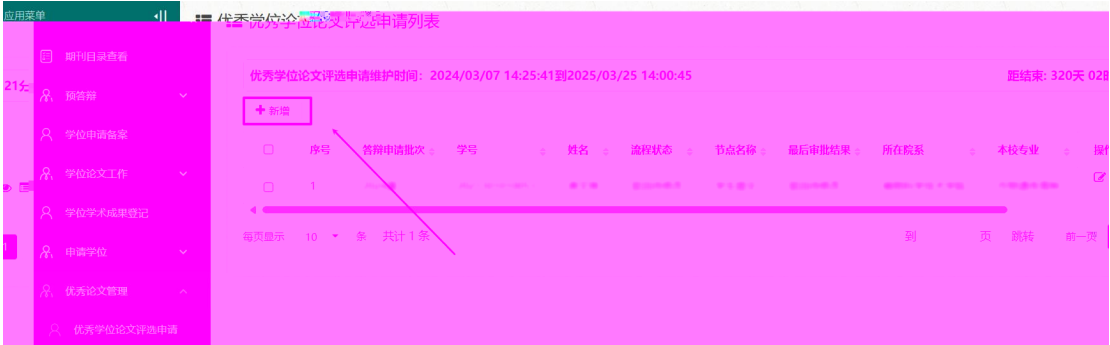 应用菜单
优秀学位论文评选申请列表
期刊目录查看
优秀学位论文评选申请维护时间：2024/03/07 14:25:41到2025/03/25 14:00:45
距结束: 320天 02
21分
预答辩
新增
学位申请备案
序号 答辩申请批次 学号 姓名 流程状态 节点名称 最后审批结果 所在院系 本校专业 操作
学位论文工作
1
学位学术成果登记
每页显示 10 条 共计 1 条 到 页 跳转 前一页
1
申请学位
优秀论文管理
优秀学位论文评选申请